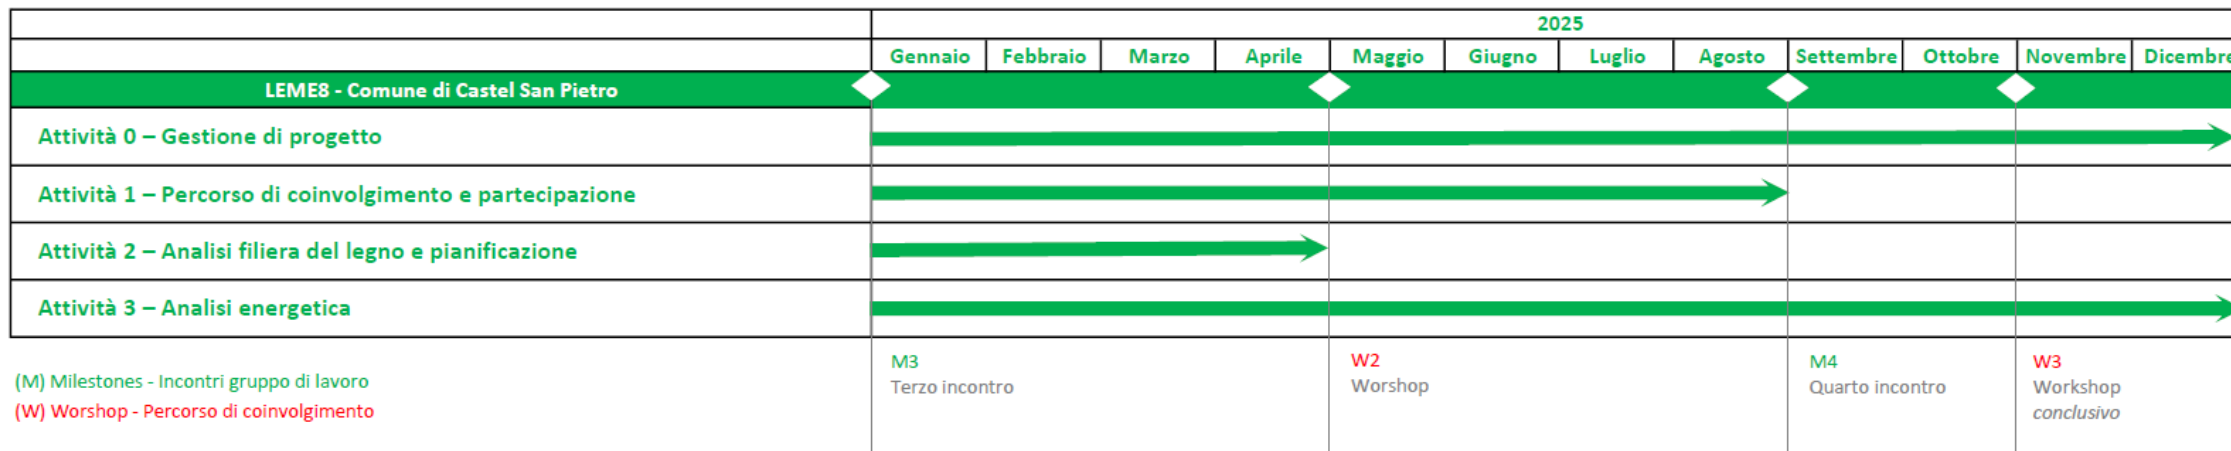 2025
Gennaio Febbraio Marzo Aprile Maggio Giugno Luglio Agosto Settembre Ottobre Novembre Dicembre
LEME8 - Comune di Castel San Pietro
Attività 0 – Gestione di progetto
Attività 1 – Percorso di coinvolgimento e partecipazione
Attività 2 – Analisi filiera del legno e pianificazione
Attività 3 – Analisi energetica
(M) Milestones - Incontri gruppo di lavoro
(W) Worshop - Percorso di coinvolgimento
M3
Terzo incontro
W2
Worshop
M4
Quarto incontro
W3
Workshop
conclusivo